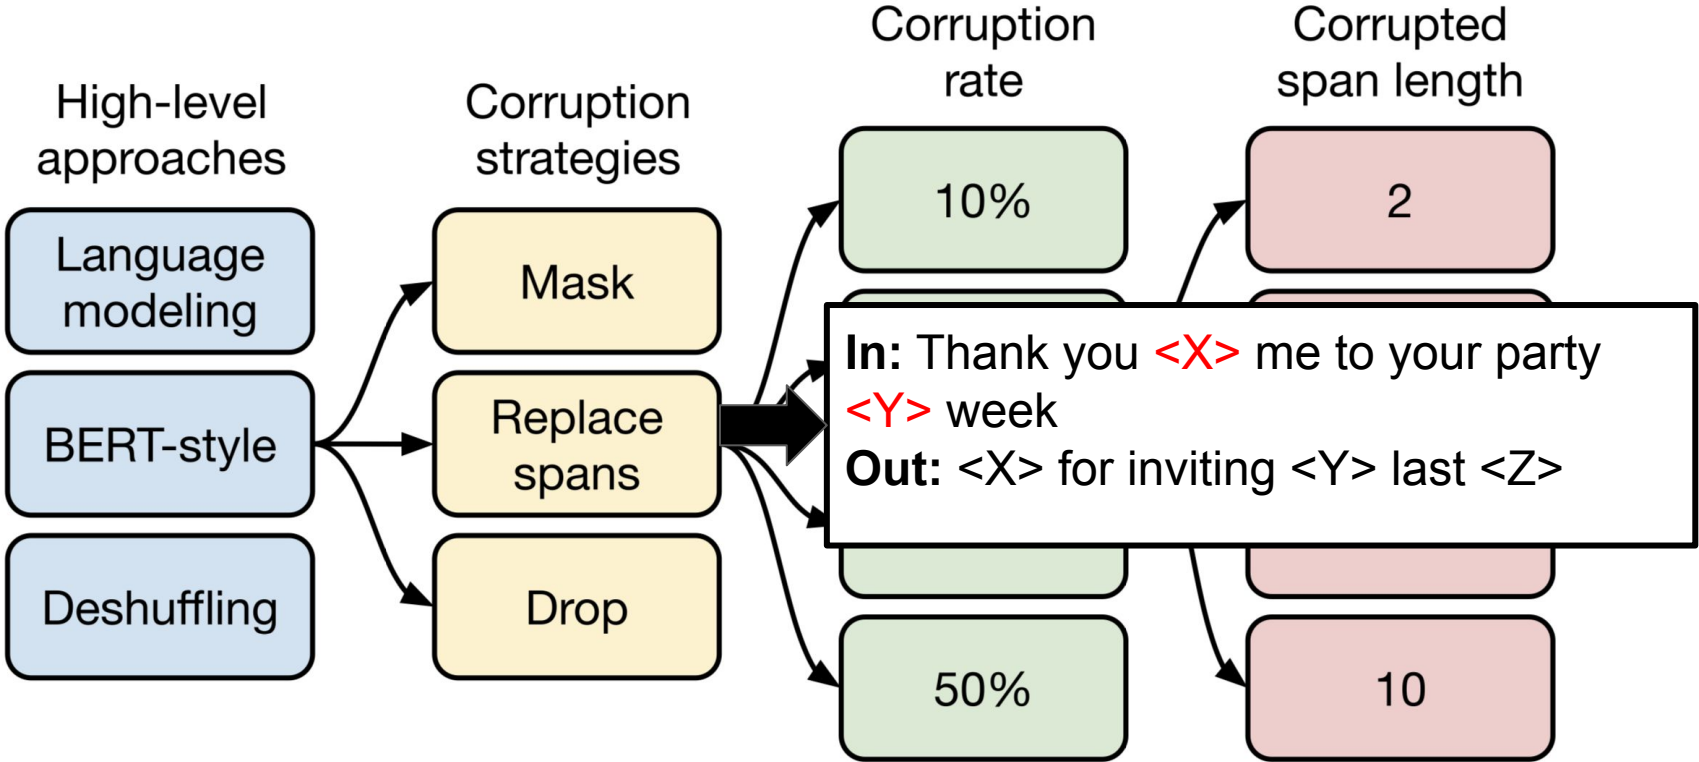 High-level
approaches
Language
modeling
BERT-style
Deshuffling
Corruption
strategies
Mask
Replace
spans
Drop
Corruption
rate
10%
50%
Corrupted
span length
2
10
In: Thank you <X> me to your party
<Y> week
Out: <X> for inviting <Y> last <Z>